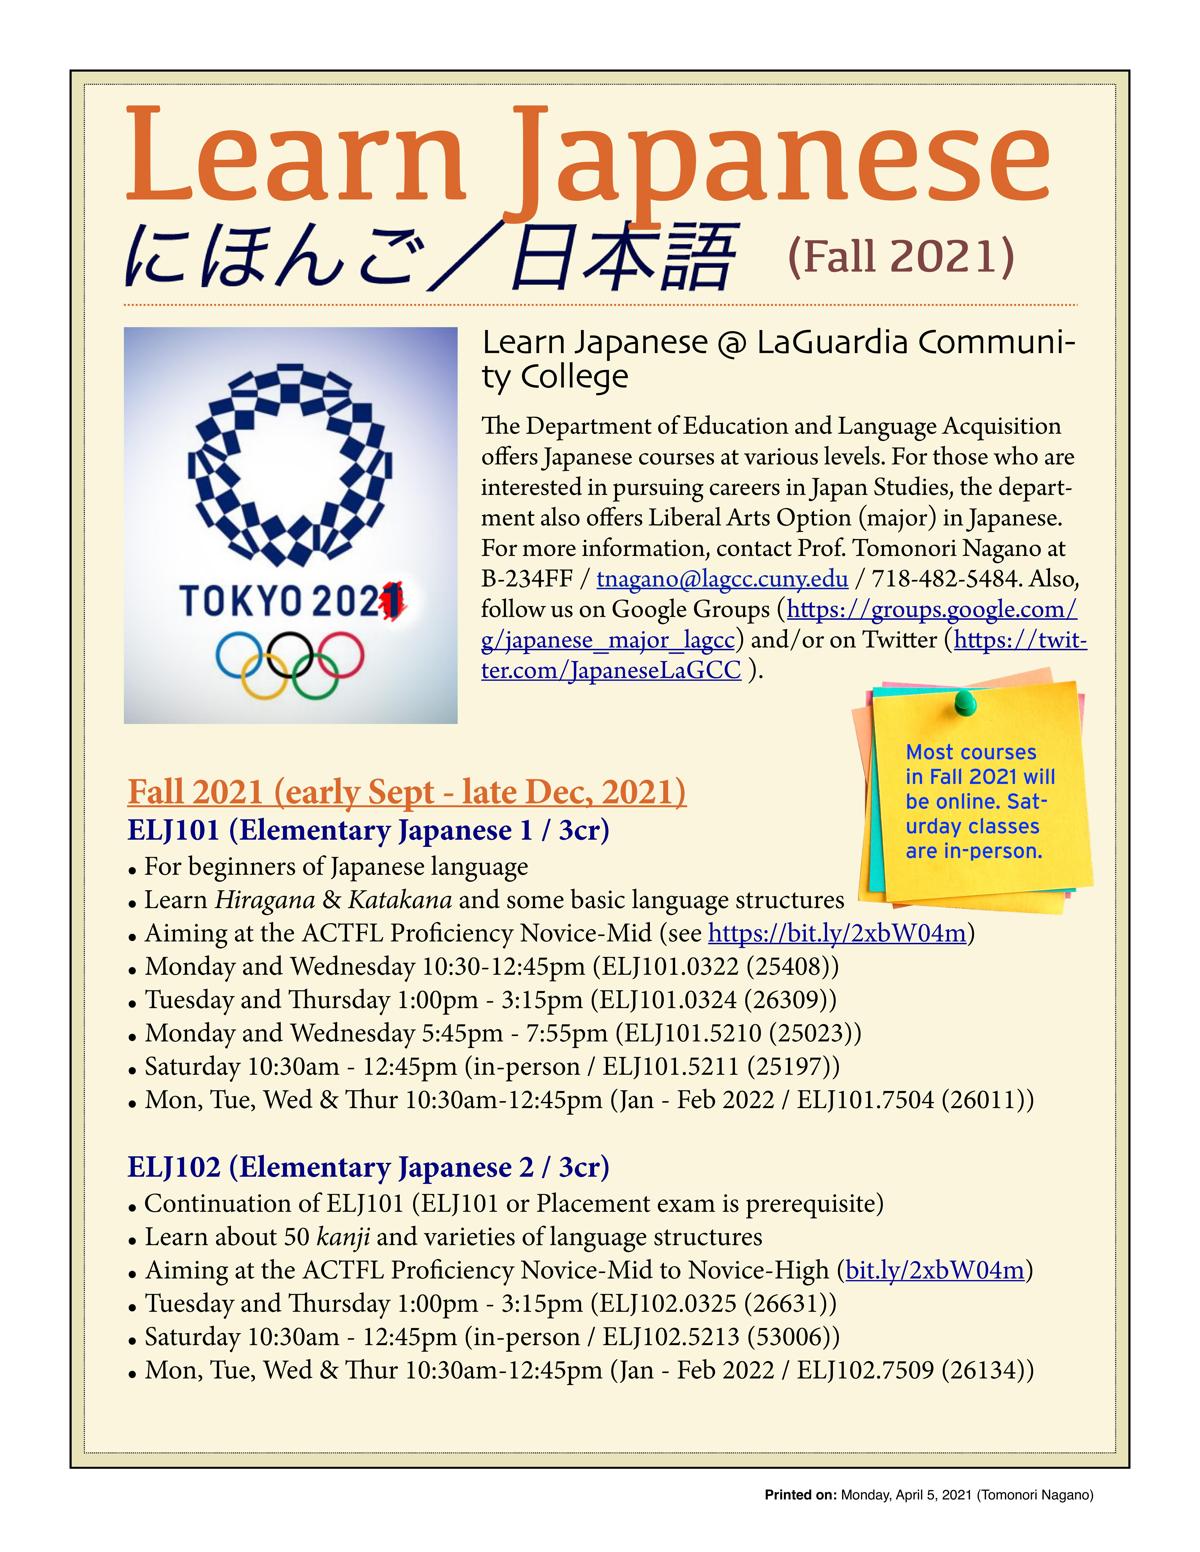 Learn Japanese
にほんご／日本語 (Fall 2021)
TOKYO 2021
Learn Japanese @ LaGuardia Communi-
ty College
The Department of Education and Language Acquisition
offers Japanese courses at various levels. For those who are
interested in pursuing careers in Japan Studies, the depart-
ment also offers Liberal Arts Option (major) in Japanese.
For more information, contact Prof. Tomonori Nagano at
B-234FF / tnagano@lagcc.cuny.edu / 718-482-5484. Also,
follow us on Google Groups (https://groups.google.com/
g/japanese_major_lagcc) and/or on Twitter (https://twit-
ter.com/JapaneseLaGCC ).
Most courses
in Fall 2021 will
be online. Sat-
urday classes
are in-person.
Fall 2021 (early Sept - late Dec, 2021)
ELJ101 (Elementary Japanese 1 / 3cr)
• For beginners of Japanese language
• Learn Hiragana & Katakana and some basic language structures
• Aiming at the ACTFL Proficiency Novice-Mid (see https://bit.ly/2xbW04m)
• Monday and Wednesday 10:30-12:45pm (ELJ101.0322 (25408))
• Tuesday and Thursday 1:00pm - 3:15pm (ELJ101.0324 (26309))
• Monday and Wednesday 5:45pm - 7:55pm (ELJ101.5210 (25023))
• Saturday 10:30am - 12:45pm (in-person / ELJ101.5211 (25197))
• Mon, Tue, Wed & Thur 10:30am-12:45pm (Jan - Feb 2022 / ELJ101.7504 (26011))
ELJ102 (Elementary Japanese 2 / 3cr)
• Continuation of ELJ101 (ELJ101 or Placement exam is prerequisite)
• Learn about 50 kanji and varieties of language structures
• Aiming at the ACTFL Proficiency Novice-Mid to Novice-High (bit.ly/2xbW04m)
• Tuesday and Thursday 1:00pm - 3:15pm (ELJ102.0325 (26631))
• Saturday 10:30am - 12:45pm (in-person / ELJ102.5213 (53006))
• Mon, Tue, Wed & Thur 10:30am-12:45pm (Jan - Feb 2022 / ELJ102.7509 (26134))
Printed on: Monday, April 5, 2021 (Tomonori Nagano)